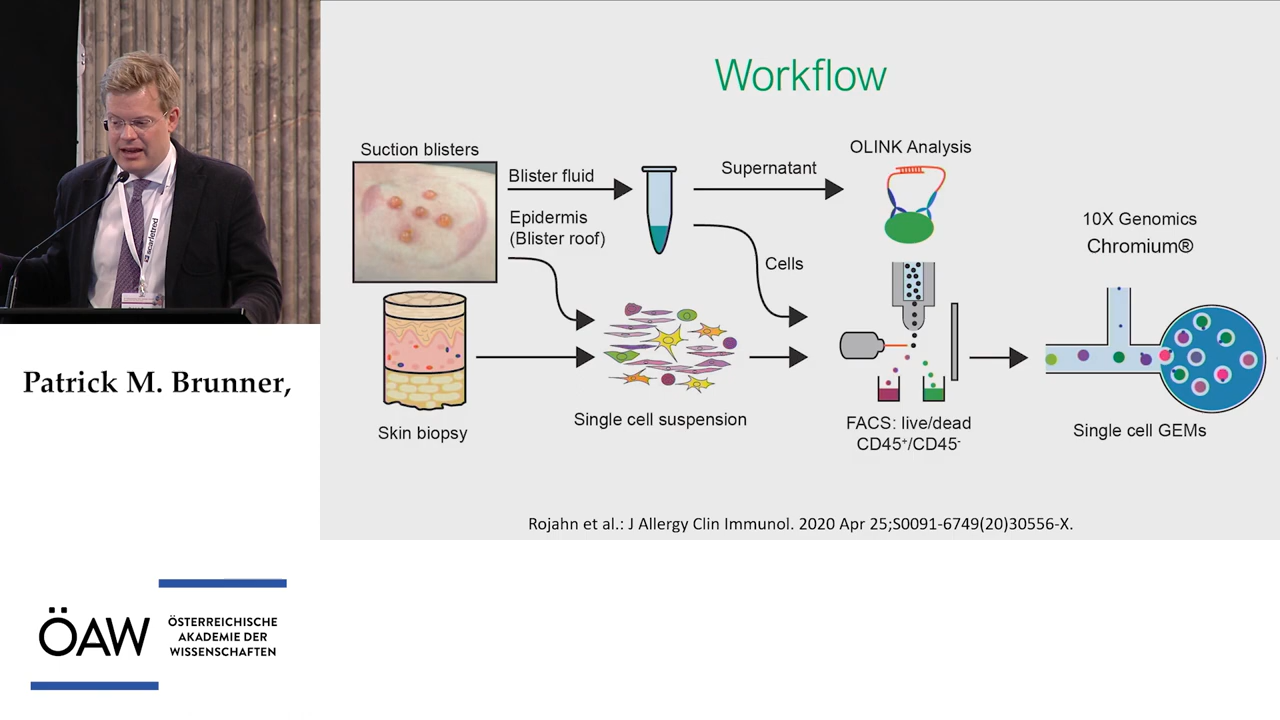 Workflow
Suction blisters
Blister fluid
Epidermis
(Blister roof)
Supernatant
Cells
OLINK Analysis
10X Genomics
Chromium®
Skin biopsy
Single cell suspension
FACS: live/dead
CD45⁺/CD45⁻
Single cell GEMs
Rojahn et al.: J Allergy Clin Immunol. 2020 Apr 25;S0091-6749(20)30556-X.
scarletred
Patrick M. Brunner,
ÖAW
ÖSTERREICHISCHE
AKADEMIE DER
WISSENSCHAFTEN